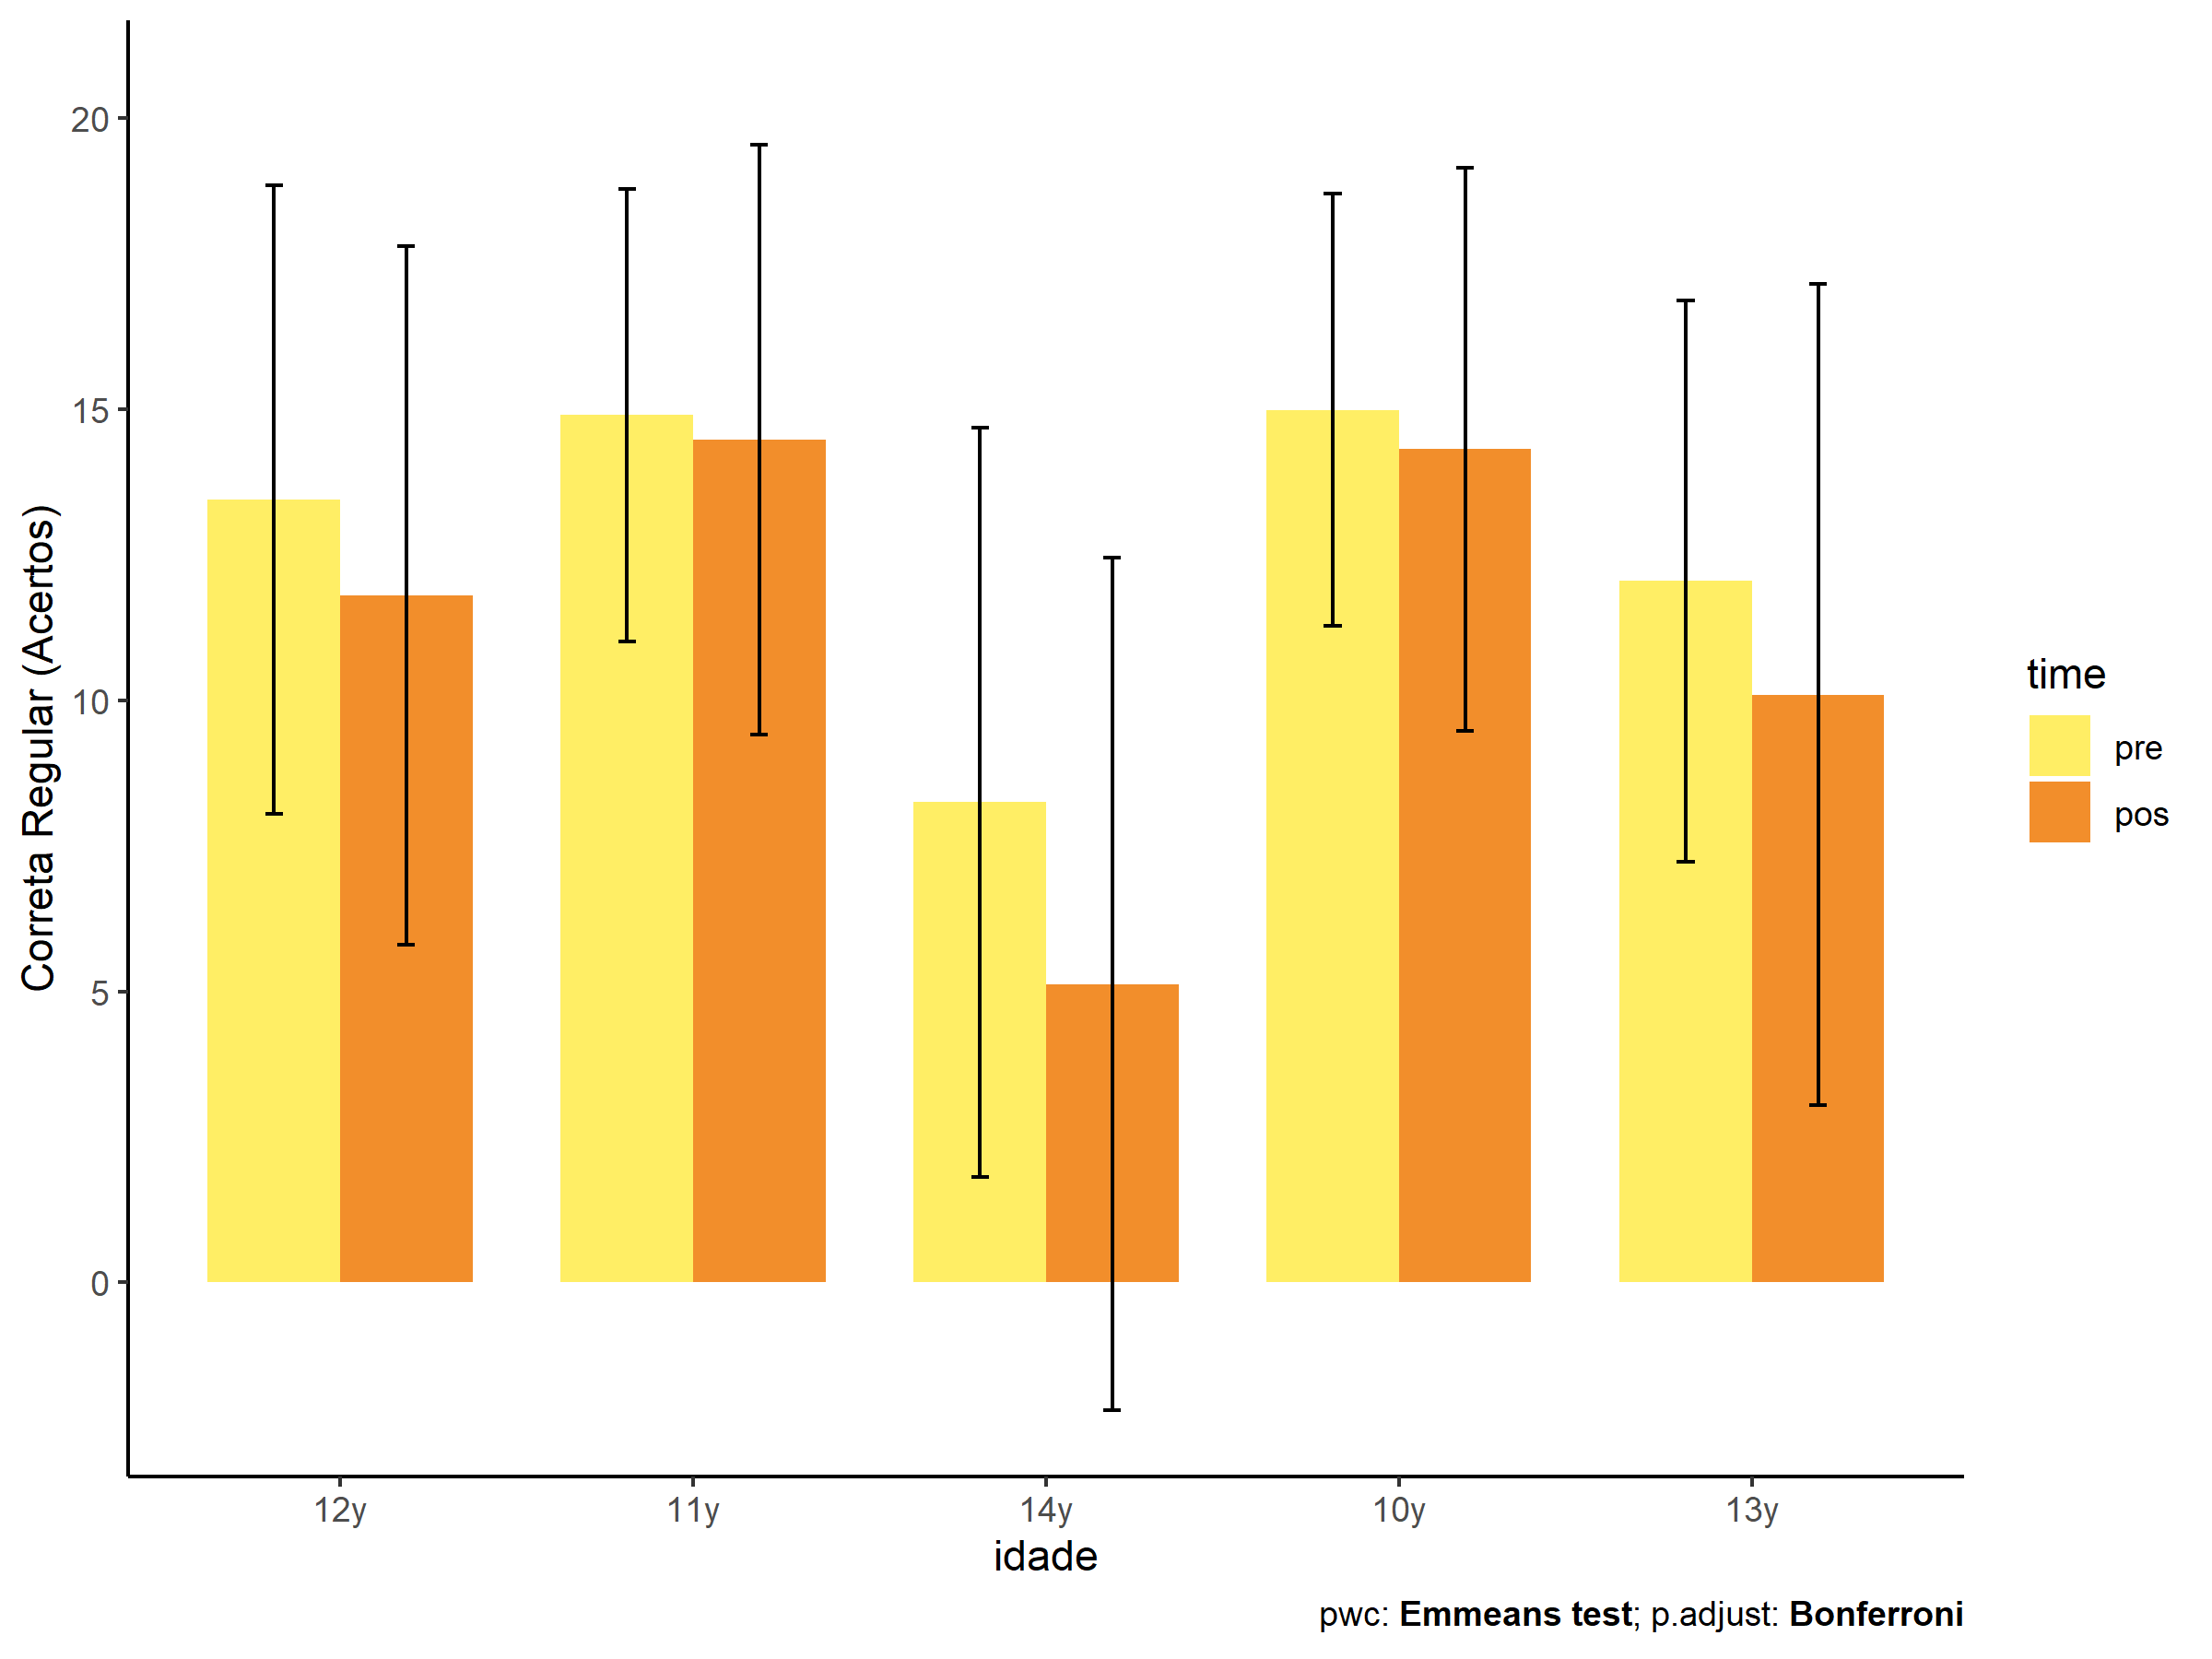 Correta Regular (Acertos)
20
15
10
5
0
12y
11y
14y
10y
13y
idade
time
pre
pos
pwc: Emmeans test; p.adjust: Bonferroni